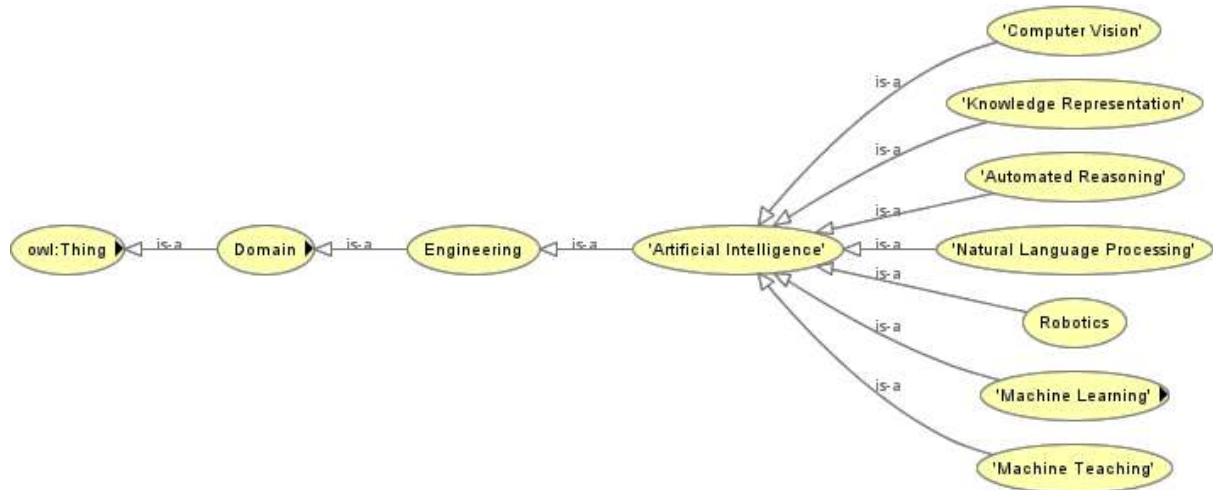 'Computer Vision'
is-a
'Knowledge Representation'
is-a
'Automated Reasoning'
is-a
owl:Thing is-a Domain is-a Engineering is-a 'Artificial Intelligence' is-a 'Natural Language Processing'
is-a
Robotics
is-a
'Machine Learning'
is-a
'Machine Teaching'